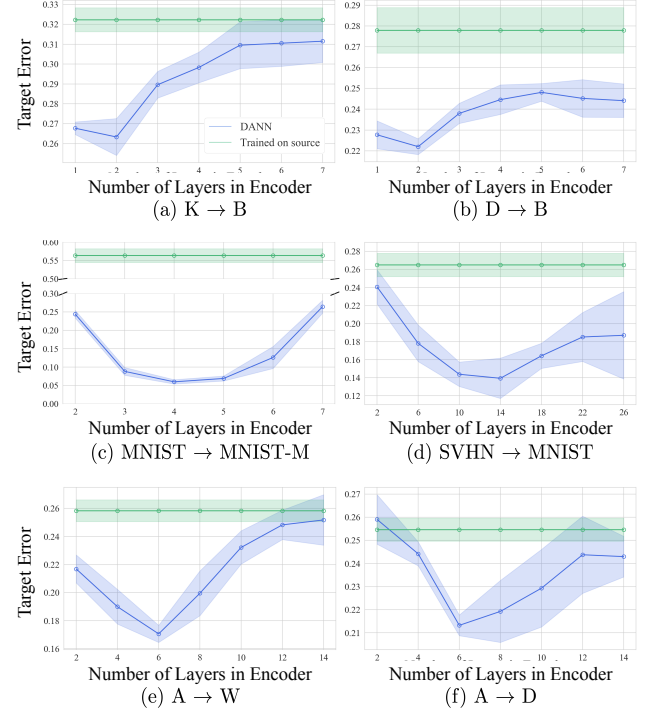 0.33
0.32
0.31
0.30
0.29
0.28
0.27
0.26
Target Error
DANN
Trained on source
1 2 3 4 5 6 7
Number of Layers in Encoder
(a) K → B
0.29
0.28
0.27
0.26
0.25
0.24
0.23
0.22
1 2 3 4 5 6 7
Number of Layers in Encoder
(b) D → B
0.60
0.55
0.50
0.30
0.25
0.20
0.15
0.10
0.05
0.00
Target Error
2 3 4 5 6 7
Number of Layers in Encoder
(c) MNIST → MNIST-M
0.28
0.26
0.24
0.22
0.20
0.18
0.16
0.14
0.12
2 6 10 14 18 22 26
Number of Layers in Encoder
(d) SVHN → MNIST
0.26
0.24
0.22
0.20
0.18
0.16
Target Error
2 4 6 8 10 12 14
Number of Layers in Encoder
(e) A → W
0.27
0.26
0.25
0.24
0.23
0.22
0.21
2 4 6 8 10 12 14
Number of Layers in Encoder
(f) A → D